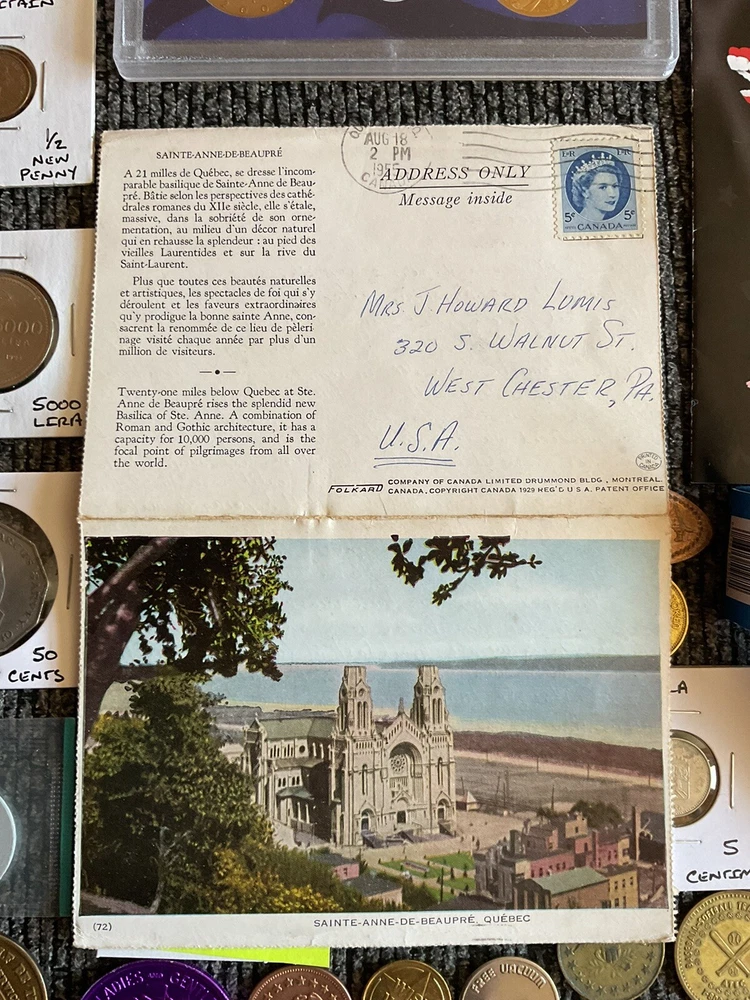 1/2
NEW
PENNY
5000
LIRA
50
CENTS
SAINTE-ANNE-DE-BEAUPRÉ
A 21 milles de Québec, se dresse l'incom-
parable basilique de Sainte-Anne de Beau-
pré. Bâtie selon les perspectives des cathé-
drales romanes du XIIe siècle, elle s'étale,
massive, dans la sobriété de son orne-
mentation, au milieu d'un décor naturel
qui en rehausse la splendeur : au pied des
vieilles Laurentides et sur la rive du
Saint-Laurent.
Plus que toutes ces beautés naturelles
et artistiques, les spectacles de foi qui s'y
déroulent et les faveurs extraordinaires
qu'y prodigue la bonne sainte Anne, con-
sacrent la renommée de ce lieu de pèleri-
nage visité chaque année par plus d'un
million de visiteurs.
Twenty-one miles below Quebec at Ste.
Anne de Beaupré rises the splendid new
Basilica of Ste. Anne. A combination of
Roman and Gothic architecture, it has a
capacity for 10,000 persons, and is the
focal point of pilgrimages from all over
the world.
AUG 18
2 PM
1955
ADDRESS ONLY
Message inside
E·R
5c 5c
CANADA
MRS J. HOWARD LUMIS
320 S. WALNUT ST.
WEST CHESTER, PA.
U.S.A.
PRINTED
IN
CANADA
FOLKARD COMPANY OF CANADA LIMITED DRUMMOND BLDG., MONTREAL.
CANADA. COPYRIGHT CANADA 1929 REG'D U S A. PATENT OFFICE
(72) SAINTE-ANNE-DE-BEAUPRÉ, QUÉBEC
5
FREE VACUUM